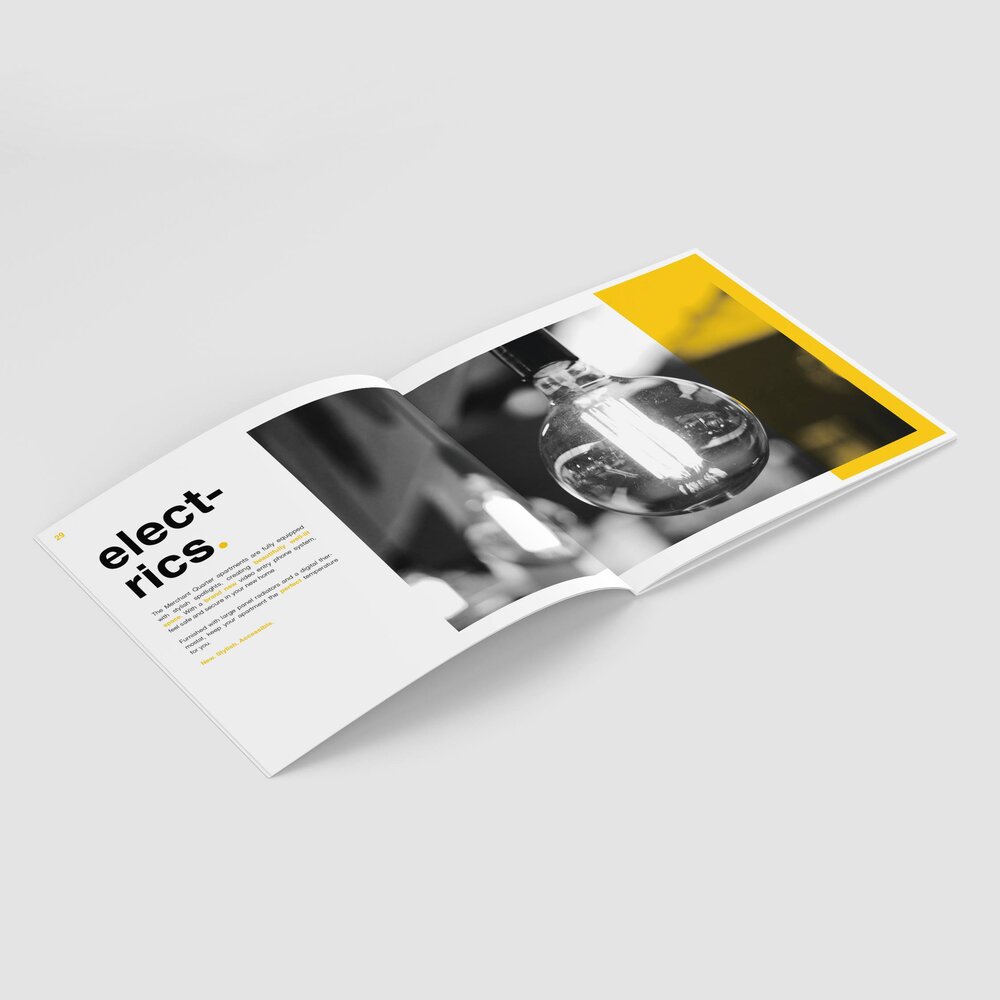 29
elect-
rics.
The Merchant Quarter apartments are fully equipped
with stylish spotlights, creating beautifully well-lit
space. With a brand new video entry phone system,
feel safe and secure in your new home.
Furnished with large panel radiators and a digital ther-
mostat, keep your apartment the perfect temperature
for you.
New. Stylish. Accessible.